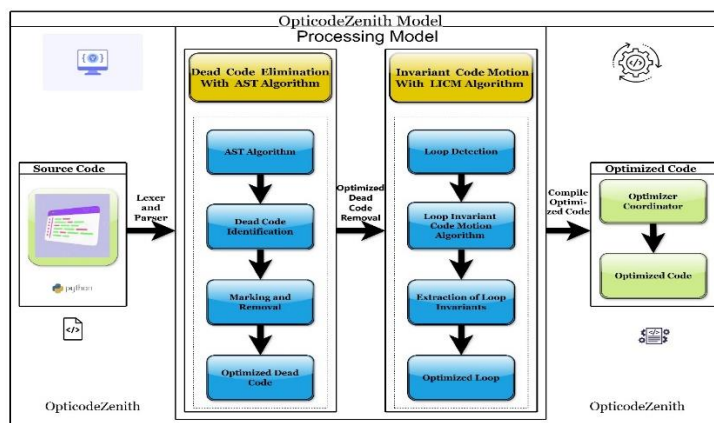 OpticodeZenith Model
Processing Model
Dead Code Elimination
With AST Algorithm
Invariant Code Motion
With LICM Algorithm
Source Code
python
Lexer
and
Parser
AST Algorithm
Dead Code
Identification
Marking and
Removal
Optimized Dead
Code
Optimized
Dead
Code
Removal
Loop Detection
Loop Invariant
Code Motion
Algorithm
Extraction of Loop
Invariants
Optimized Loop
Compile
Optimi-
zed Code
Optimized Code
Optimizer
Coordinator
Optimized Code
OpticodeZenith
OpticodeZenith